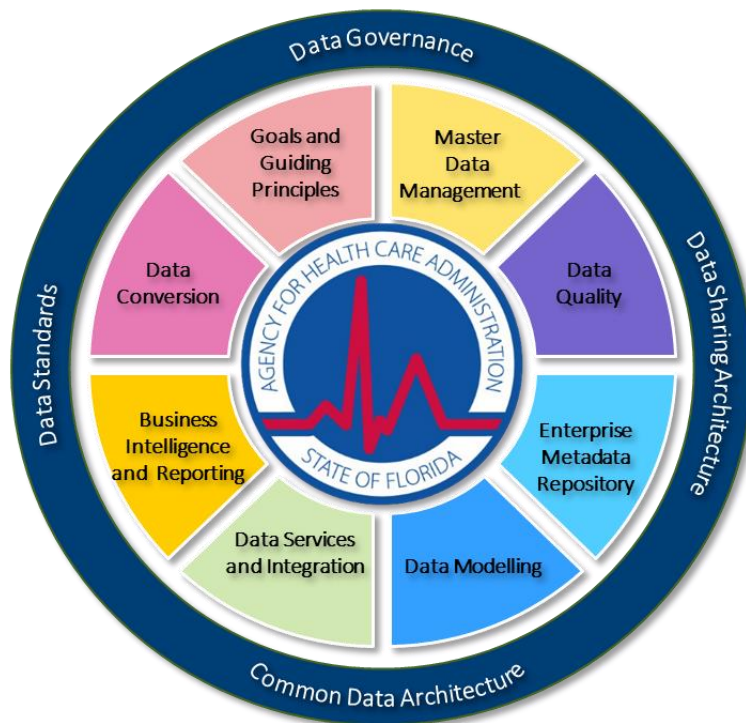 Data Governance
Goals and
Guiding
Principles
Master
Data
Management
Data
Conversion
Data
Quality
Data Standards
Data Sharing Architecture
AGENCY FOR HEALTH CARE ADMINISTRATION
STATE OF FLORIDA
Business
Intelligence
and Reporting
Enterprise
Metadata
Repository
Data Services
and Integration
Data Modelling
Common Data Architecture